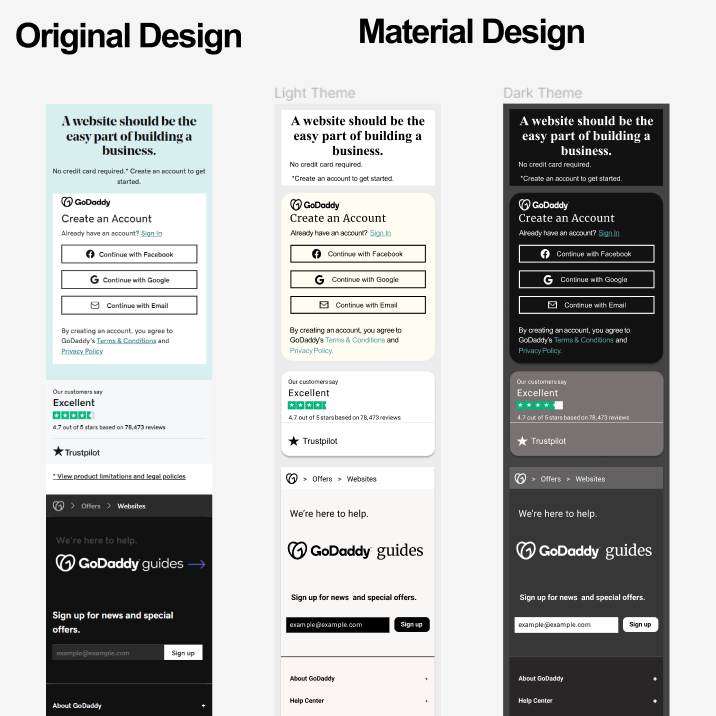 Original Design
Material Design
Light Theme
Dark Theme
A website should be the
easy part of building a
business.
No credit card required.* Create an account to get
started.
GoDaddy
Create an Account
Already have an account? Sign In
Continue with Facebook
Continue with Google
Continue with Email
By creating an account, you agree to
GoDaddy's Terms & Conditions and
Privacy Policy
Our customers say
Excellent
4.7 out of 5 stars based on 78,473 reviews
Trustpilot
* View product limitations and legal policies
> Offers > Websites
We're here to help.
GoDaddy guides
Sign up for news and special
offers.
example@example.com Sign up
About GoDaddy +
A website should be the
easy part of building a
business.
No credit card required.
*Create an account to get started.
GoDaddy
Create an Account
Already have an account? Sign In
Continue with Facebook
Continue with Google
Continue with Email
By creating an account, you agree to
GoDaddy's Terms & Conditions and
Privacy Policy.
Our customers say
Excellent
4.7 out of 5 stars based on 78,473 reviews
Trustpilot
> Offers > Websites
We're here to help.
GoDaddy guides
Sign up for news and special offers.
example@example.com Sign up
About GoDaddy +
Help Center +
A website should be the
easy part of building a
business.
No credit card required.
*Create an account to get started.
GoDaddy
Create an Account
Already have an account? Sign In
Continue with Facebook
Continue with Google
Continue with Email
By creating an account, you agree to
GoDaddy's Terms & Conditions and
Privacy Policy.
Our customers say
Excellent
4.7 out of 5 stars based on 78,473 reviews
Trustpilot
> Offers > Websites
We're here to help.
GoDaddy guides
Sign up for news and special offers.
example@example.com Sign up
About GoDaddy +
Help Center +